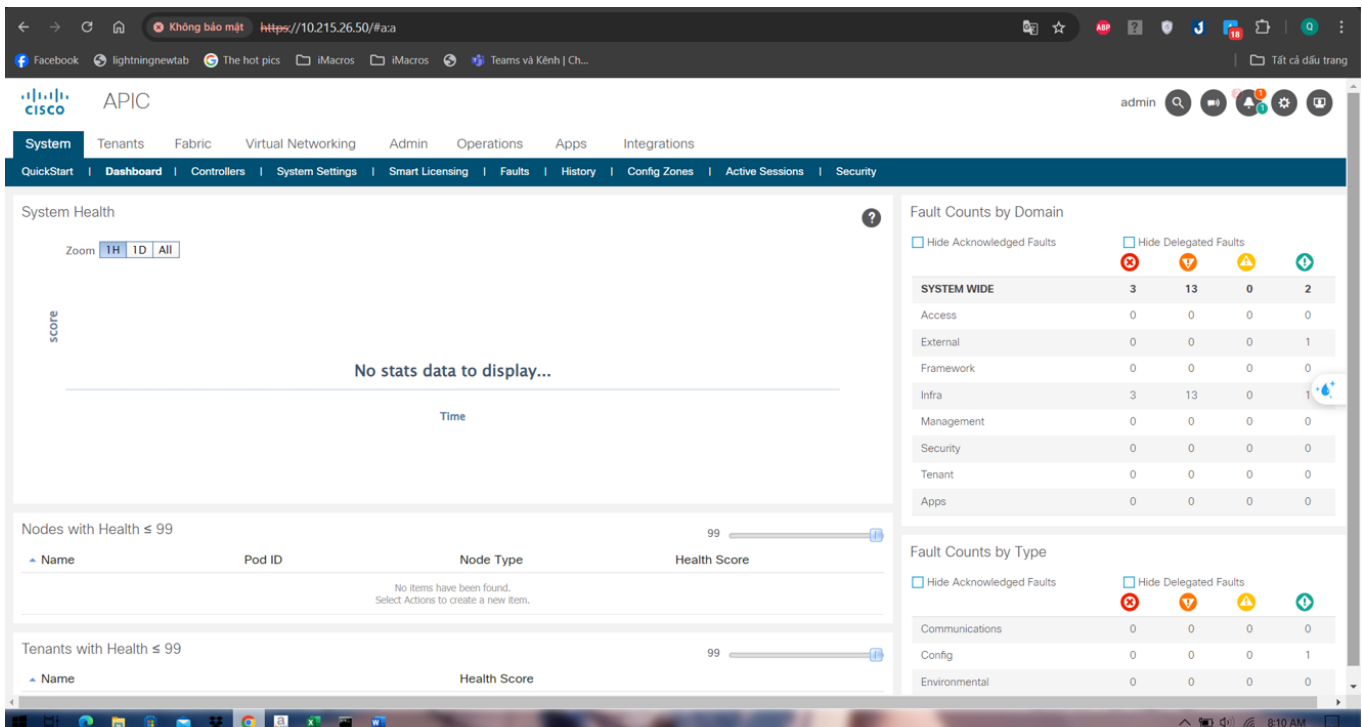 Không bảo mật https://10.215.26.50/#a:a
ABP ? J 18 Q
Facebook lightningnewtab The hot pics iMacros iMacros Teams và Kênh | Ch... Tất cả dấu trang
CISCO APIC admin
System Tenants Fabric Virtual Networking Admin Operations Apps Integrations
QuickStart | Dashboard | Controllers | System Settings | Smart Licensing | Faults | History | Config Zones | Active Sessions | Security
System Health ?
Zoom 1H 1D All
score
No stats data to display...
Time
Nodes with Health ≤ 99 99
Name Pod ID Node Type Health Score
No items have been found.
Select Actions to create a new item.
Tenants with Health ≤ 99 99
Name Health Score
Fault Counts by Domain
Hide Acknowledged Faults Hide Delegated Faults
SYSTEM WIDE 3 13 0 2
Access 0 0 0 0
External 0 0 0 1
Framework 0 0 0 0
Infra 3 13 0 1
Management 0 0 0 0
Security 0 0 0 0
Tenant 0 0 0 0
Apps 0 0 0 0
Fault Counts by Type
Hide Acknowledged Faults Hide Delegated Faults
Communications 0 0 0 0
Config 0 0 0 1
Environmental 0 0 0 0
8:10 AM